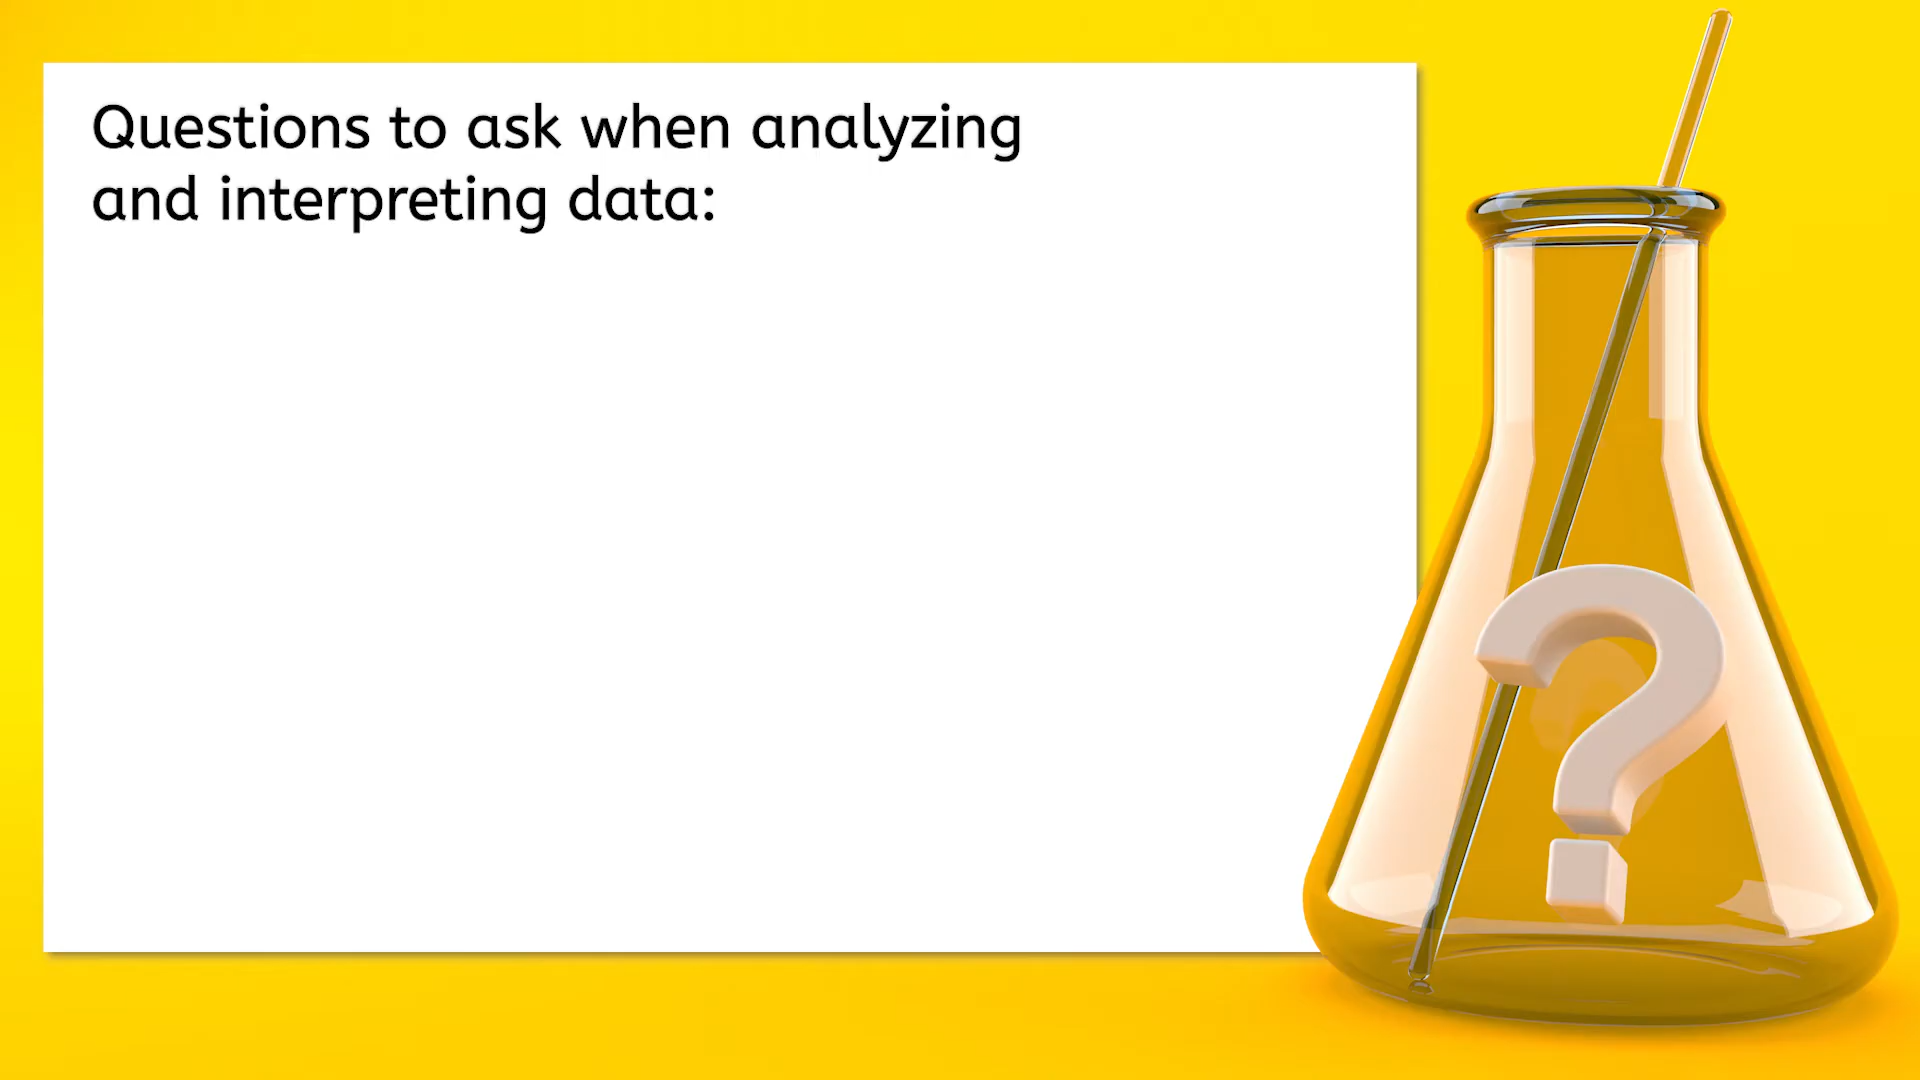 Questions to ask when analyzing
and interpreting data:
?